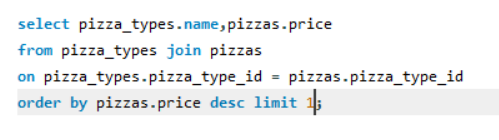 select pizza_types.name,pizzas.price
from pizza_types join pizzas
on pizza_types.pizza_type_id = pizzas.pizza_type_id
order by pizzas.price desc limit 1;